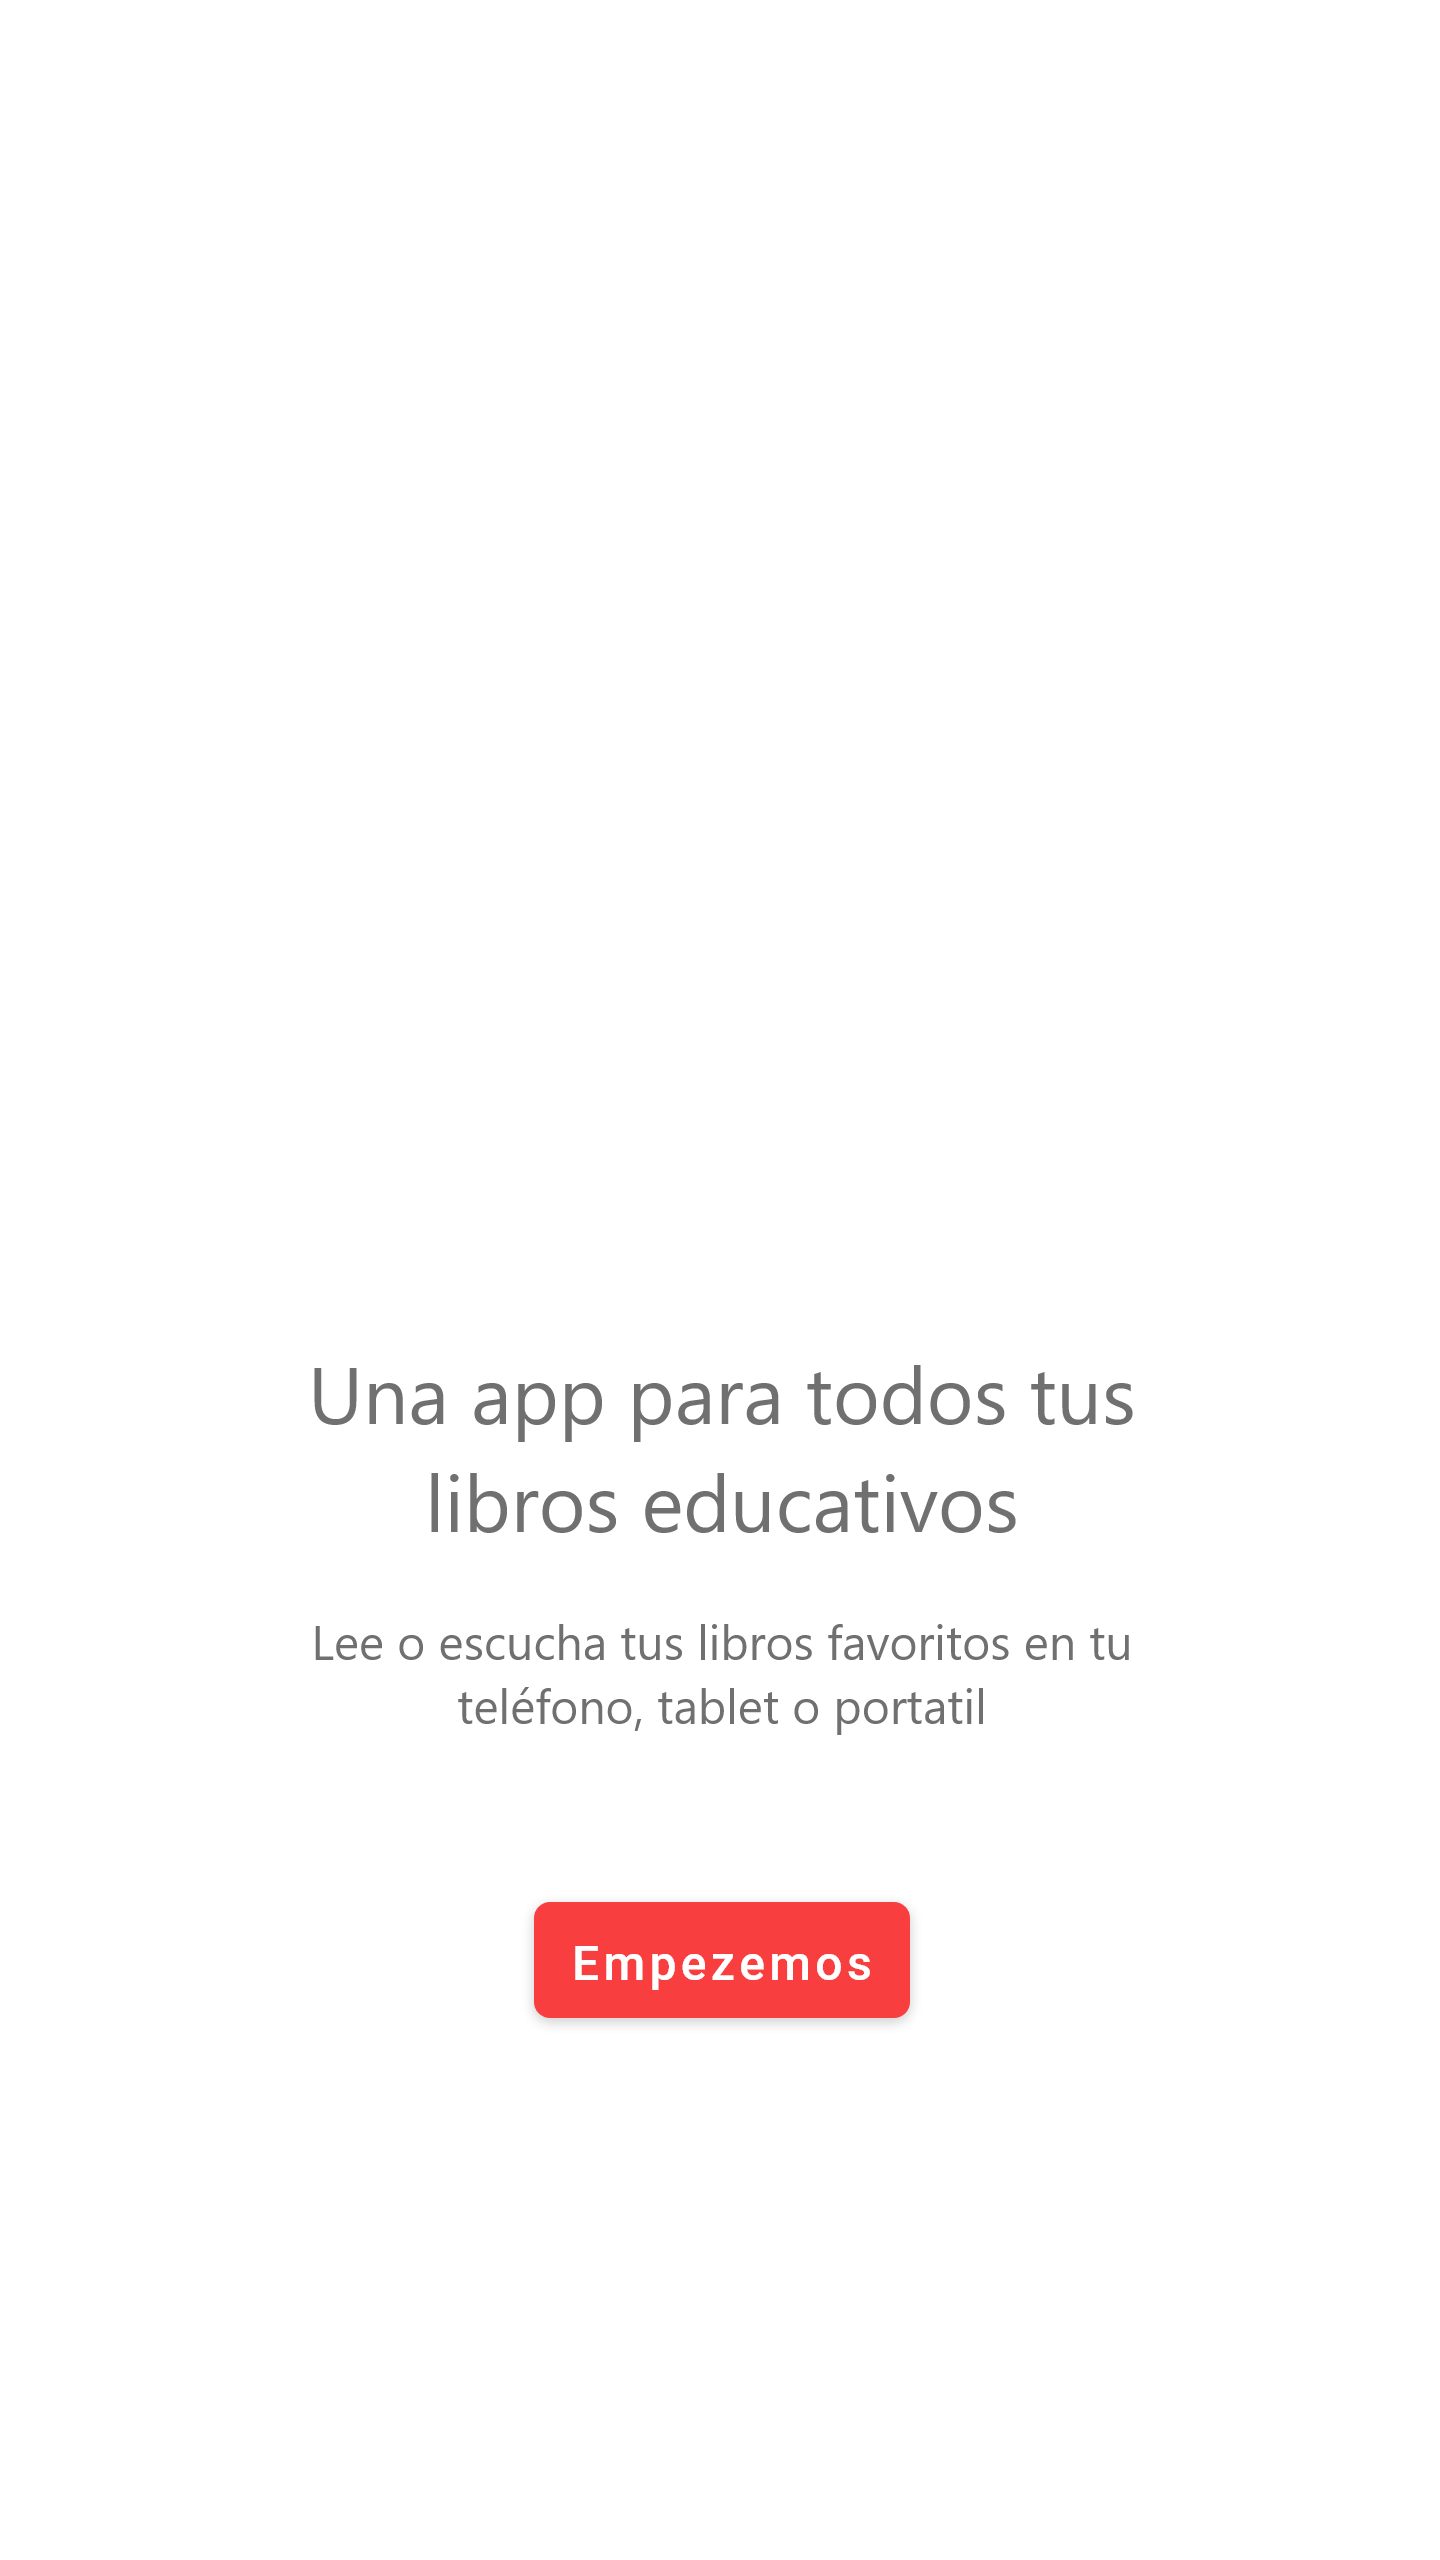 Una app para todos tus
libros educativos
Lee o escucha tus libros favoritos en tu
teléfono, tablet o portatil
Empezemos